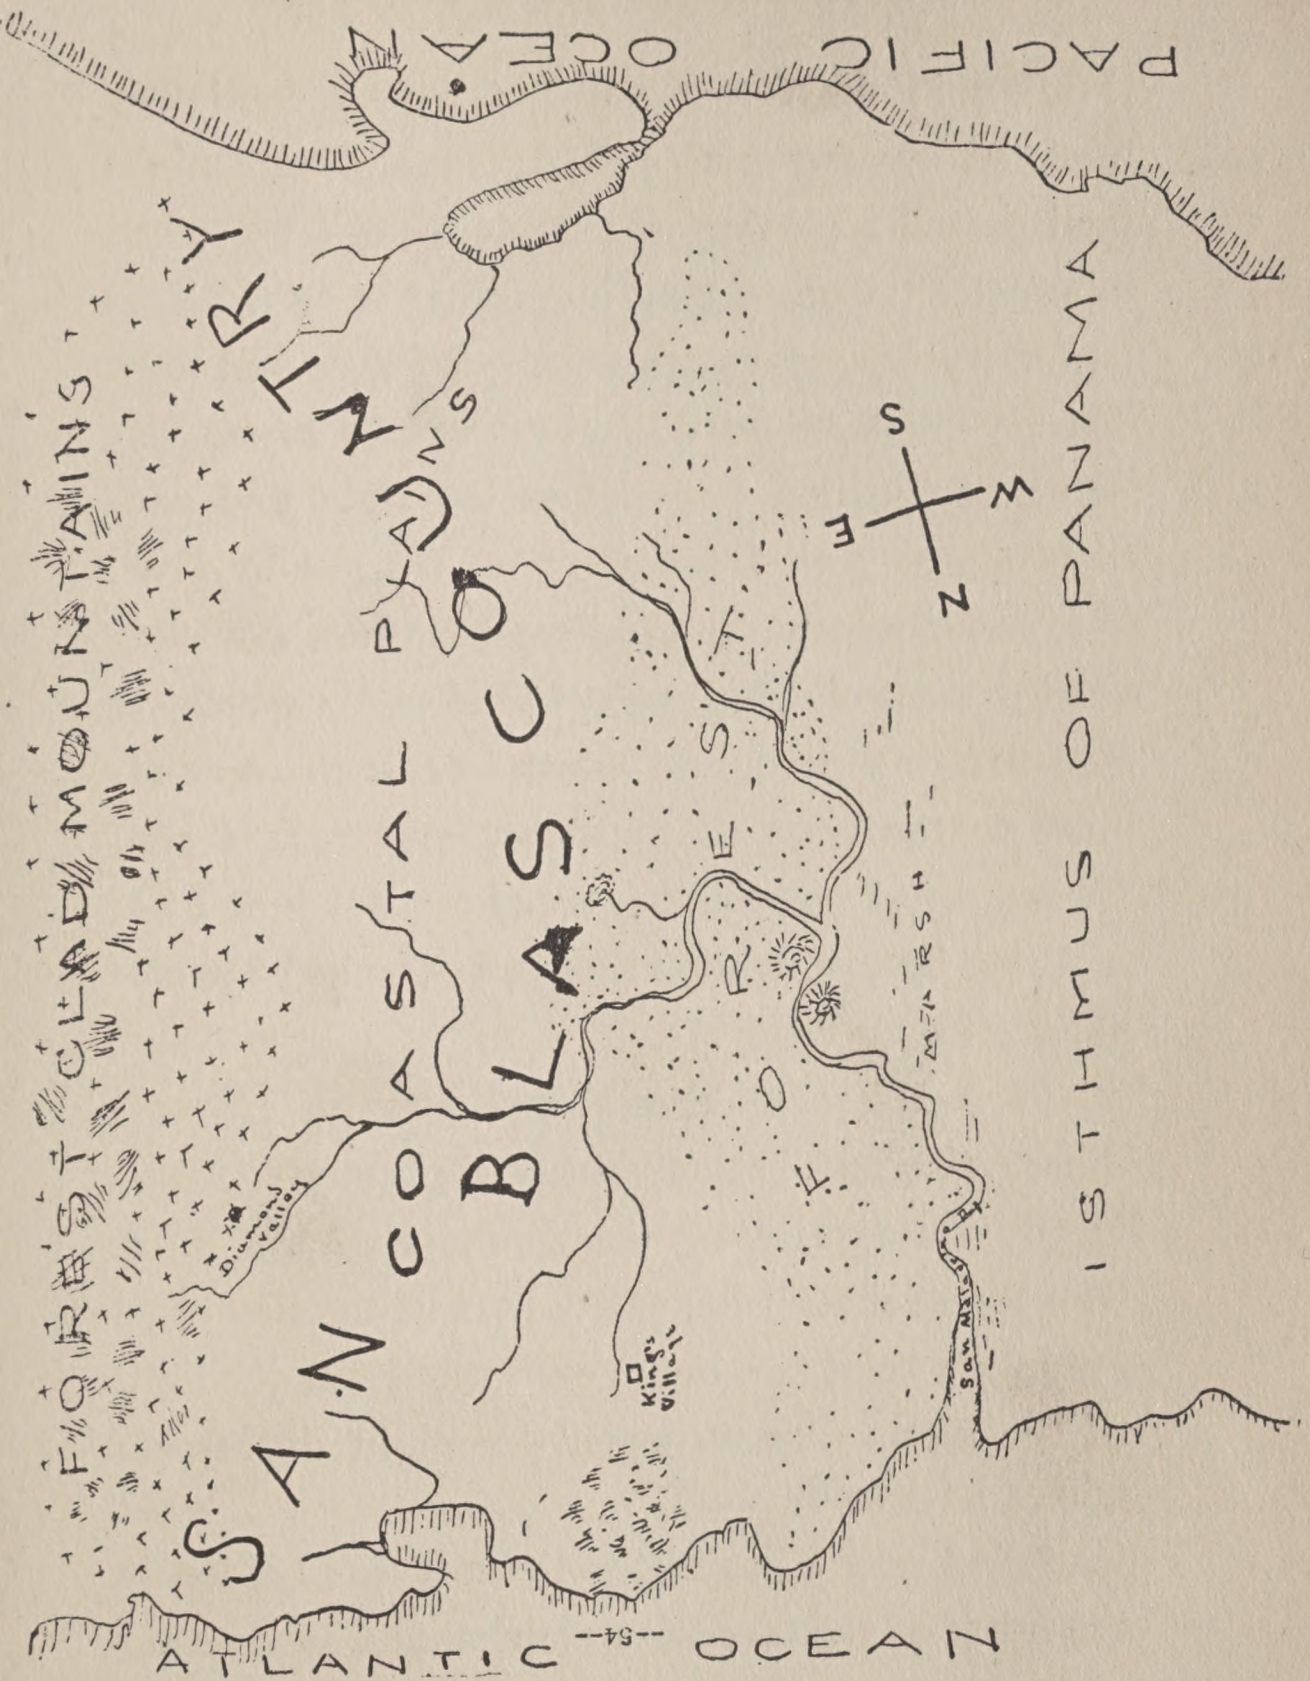 PACIFIC OCEAN
FOREST CLAD MOUNTAINS
SAN BLAS COUNTRY
COASTAL PLAINS
Diamond
Valley
King's
Village
FOREST
MARSH
S
E
W
N
ISTHMUS OF PANAMA
ATLANTIC OCEAN
--54--